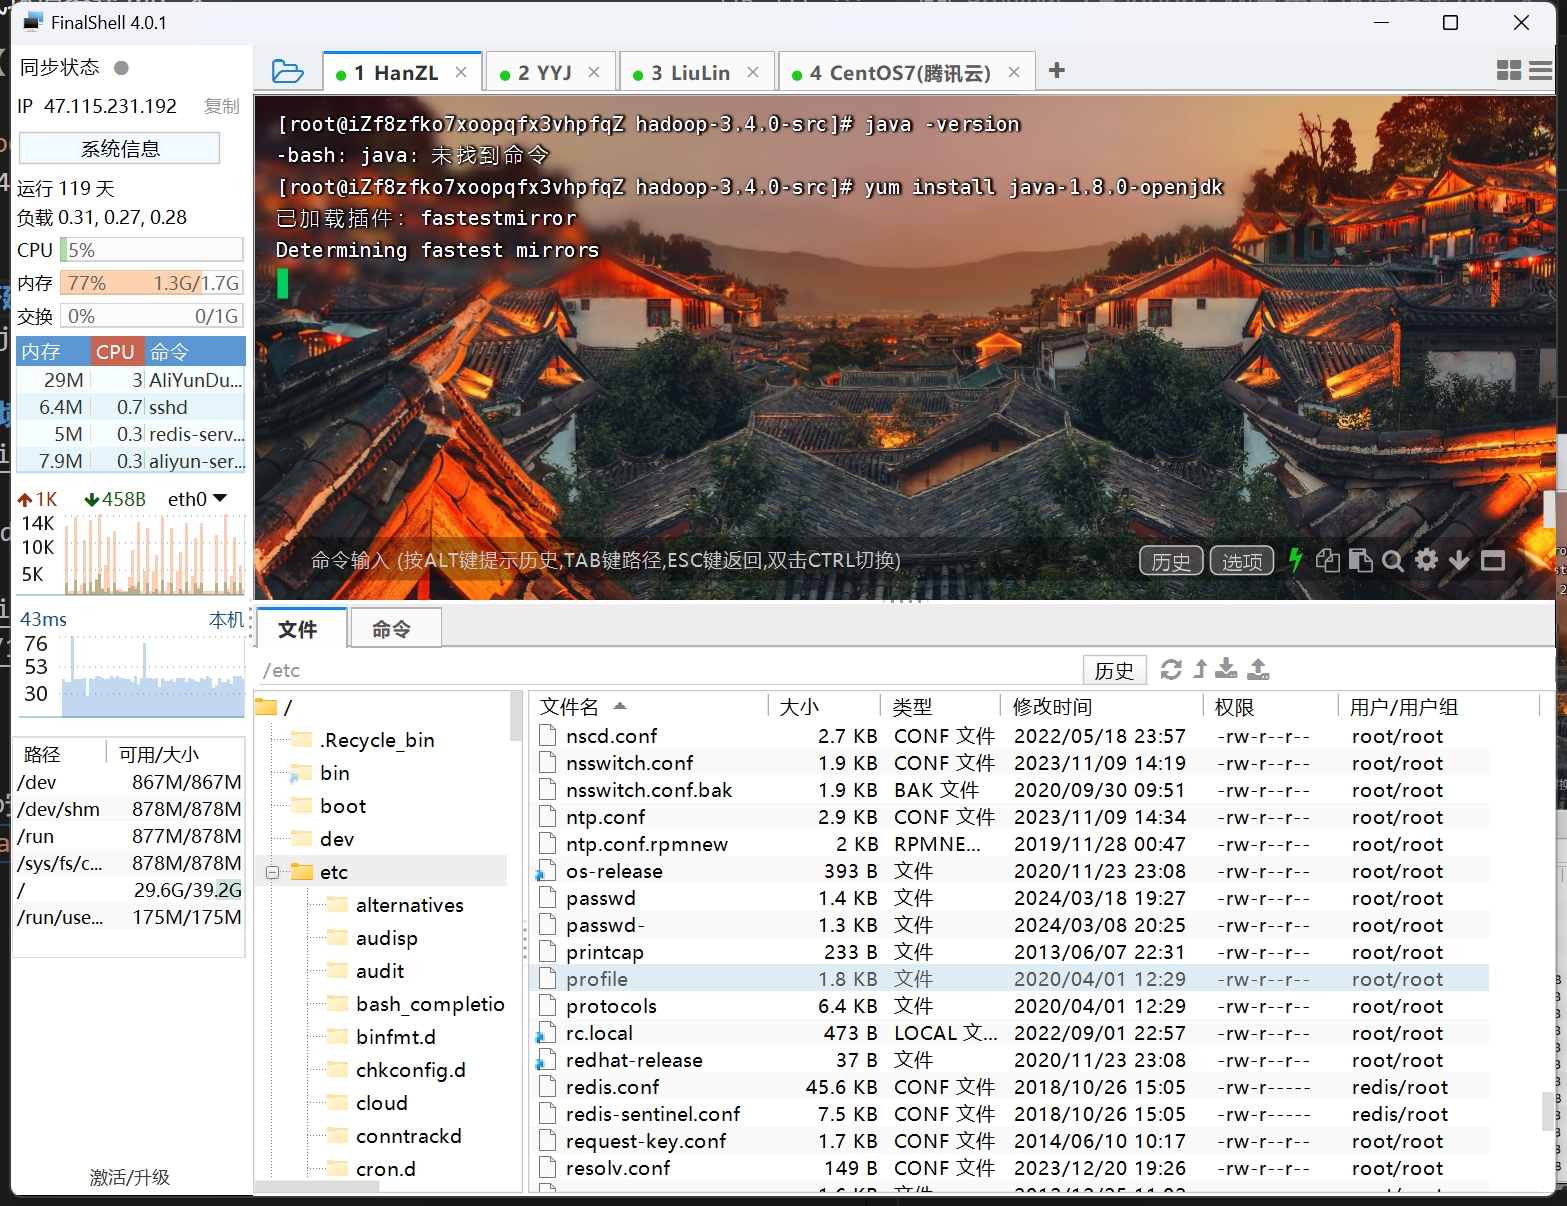 FinalShell 4.0.1
同步状态
IP 47.115.231.192 复制
系统信息
运行 119 天
负载 0.31, 0.27, 0.28
CPU 5%
内存 77% 1.3G/1.7G
交换 0% 0/1G
内存 CPU 命令
29M 3 AliYunDu...
6.4M 0.7 sshd
5M 0.3 redis-serv...
7.9M 0.3 aliyun-ser...
1K 458B eth0
14K
10K
5K
43ms 本机
76
53
30
路径 可用/大小
/dev 867M/867M
/dev/shm 878M/878M
/run 877M/878M
/sys/fs/c... 878M/878M
/ 29.6G/39.2G
/run/use... 175M/175M
激活/升级
1 HanZL
2 YYJ
3 LiuLin
4 CentOS7(腾讯云)
[root@iZf8zfko7xoopqfx3vhpfqZ hadoop-3.4.0-src]# java -version
-bash: java: 未找到命令
[root@iZf8zfko7xoopqfx3vhpfqZ hadoop-3.4.0-src]# yum install java-1.8.0-openjdk
已加载插件: fastestmirror
Determining fastest mirrors
命令输入 (按ALT键提示历史,TAB键路径,ESC键返回,双击CTRL切换)
历史 选项
文件 命令
/etc
历史
/
.Recycle_bin
bin
boot
dev
etc
alternatives
audisp
audit
bash_completio
binfmt.d
chkconfig.d
cloud
conntrackd
cron.d
文件名 大小 类型 修改时间 权限 用户/用户组
nscd.conf 2.7 KB CONF 文件 2022/05/18 23:57 -rw-r--r-- root/root
nsswitch.conf 1.9 KB CONF 文件 2023/11/09 14:19 -rw-r--r-- root/root
nsswitch.conf.bak 1.9 KB BAK 文件 2020/09/30 09:51 -rw-r--r-- root/root
ntp.conf 2.9 KB CONF 文件 2023/11/09 14:34 -rw-r--r-- root/root
ntp.conf.rpmnew 2 KB RPMNE... 2019/11/28 00:47 -rw-r--r-- root/root
os-release 393 B 文件 2020/11/23 23:08 -rw-r--r-- root/root
passwd 1.4 KB 文件 2024/03/18 19:27 -rw-r--r-- root/root
passwd- 1.3 KB 文件 2024/03/08 20:25 -rw-r--r-- root/root
printcap 233 B 文件 2013/06/07 22:31 -rw-r--r-- root/root
profile 1.8 KB 文件 2020/04/01 12:29 -rw-r--r-- root/root
protocols 6.4 KB 文件 2020/04/01 12:29 -rw-r--r-- root/root
rc.local 473 B LOCAL 文... 2022/09/01 22:57 -rw-r--r-- root/root
redhat-release 37 B 文件 2020/11/23 23:08 -rw-r--r-- root/root
redis.conf 45.6 KB CONF 文件 2018/10/26 15:05 -rw-r----- redis/root
redis-sentinel.conf 7.5 KB CONF 文件 2018/10/26 15:05 -rw-r----- redis/root
request-key.conf 1.7 KB CONF 文件 2014/06/10 10:17 -rw-r--r-- root/root
resolv.conf 149 B CONF 文件 2023/12/20 19:26 -rw-r--r-- root/root